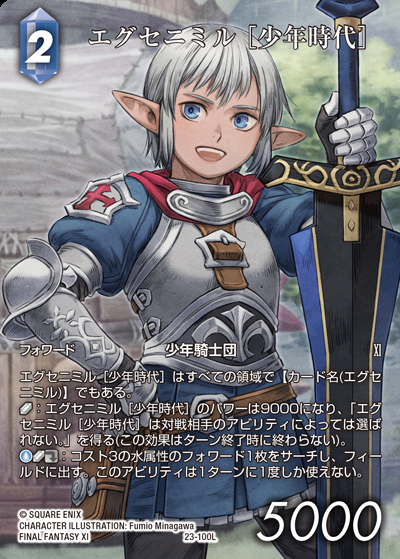 2
エグセニミル［少年時代］
フォワード 少年騎士団 XI
エグセニミル［少年時代］はすべての領域で【カード名(エグセ
ニミル)】でもある。
：エグセニミル［少年時代］のパワーは9000になり、「エグ
セニミル［少年時代］は対戦相手のアビリティによっては選ば
れない。」を得る(この効果はターン終了時に終わらない)。
：コスト3の水属性のフォワード1枚をサーチし、フィー
ルドに出す。このアビリティは1ターンに1度しか使えない。
© SQUARE ENIX
CHARACTER ILLUSTRATION: Fumio Minagawa
FINAL FANTASY XI 23-100L
5000